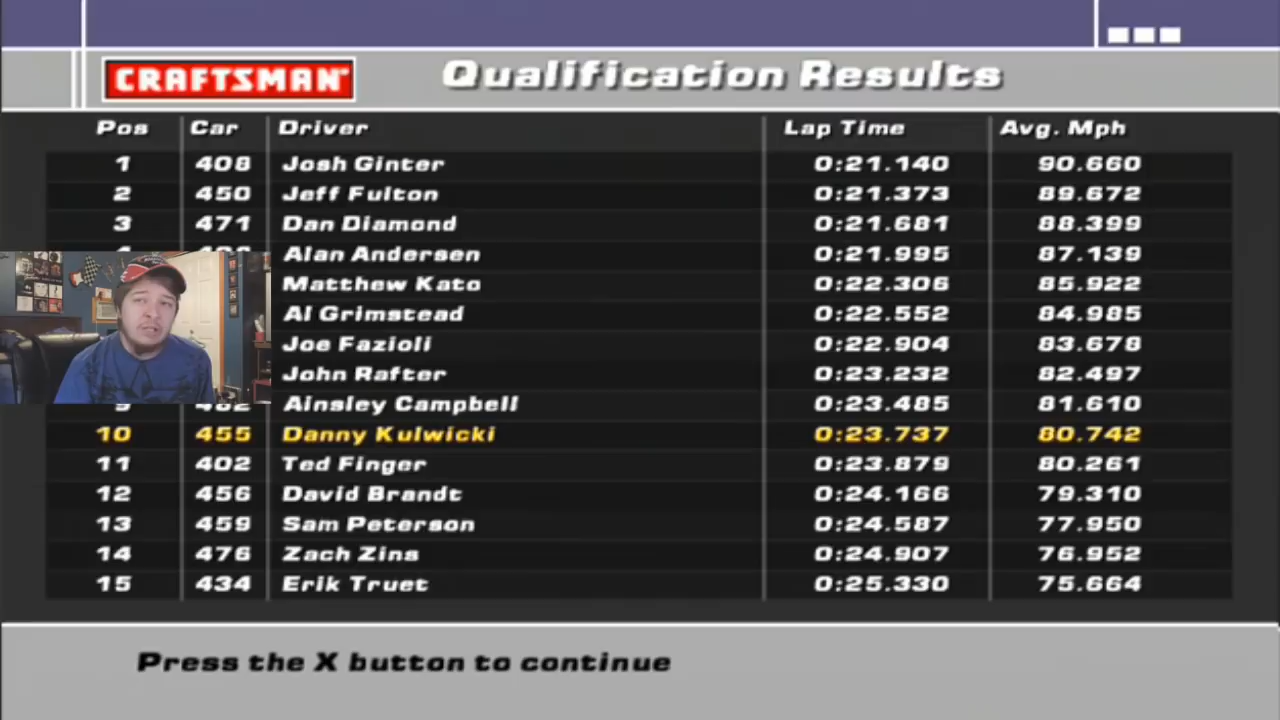 CRAFTSMAN Qualification Results
Pos Car Driver Lap Time Avg. Mph
1 408 Josh Ginter 0:21.140 90.660
2 450 Jeff Fulton 0:21.373 89.672
3 471 Dan Diamond 0:21.681 88.399
Alan Andersen 0:21.995 87.139
Matthew Kato 0:22.306 85.922
Al Grimstead 0:22.552 84.985
Joe Fazioli 0:22.904 83.678
John Rafter 0:23.232 82.497
Ainsley Campbell 0:23.485 81.610
10 455 Danny Kulwicki 0:23.737 80.742
11 402 Ted Finger 0:23.879 80.261
12 456 David Brandt 0:24.166 79.310
13 459 Sam Peterson 0:24.587 77.950
14 476 Zach Zins 0:24.907 76.952
15 434 Erik Truet 0:25.330 75.664
Press the X button to continue